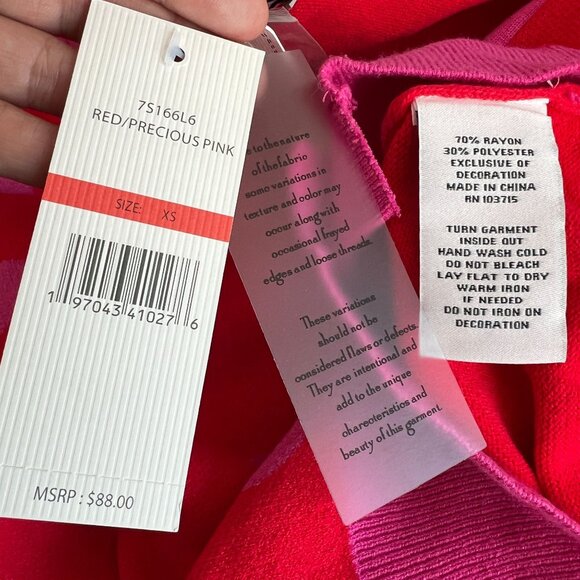 7S166L6
RED/PRECIOUS PINK
SIZE: XS
1 97043 41027 6
MSRP : $88.00
to the nature
of the fabric
some variations in
texture and color may
occur along with
occasional frayed
edges and loose threads.
These variations
should not be
considered flaws or defects.
They are intentional and
add to the unique
characteristics and
beauty of this garment.
70% RAYON
30% POLYESTER
EXCLUSIVE OF
DECORATION
MADE IN CHINA
RN 103715
TURN GARMENT
INSIDE OUT
HAND WASH COLD
DO NOT BLEACH
LAY FLAT TO DRY
WARM IRON
IF NEEDED
DO NOT IRON ON
DECORATION